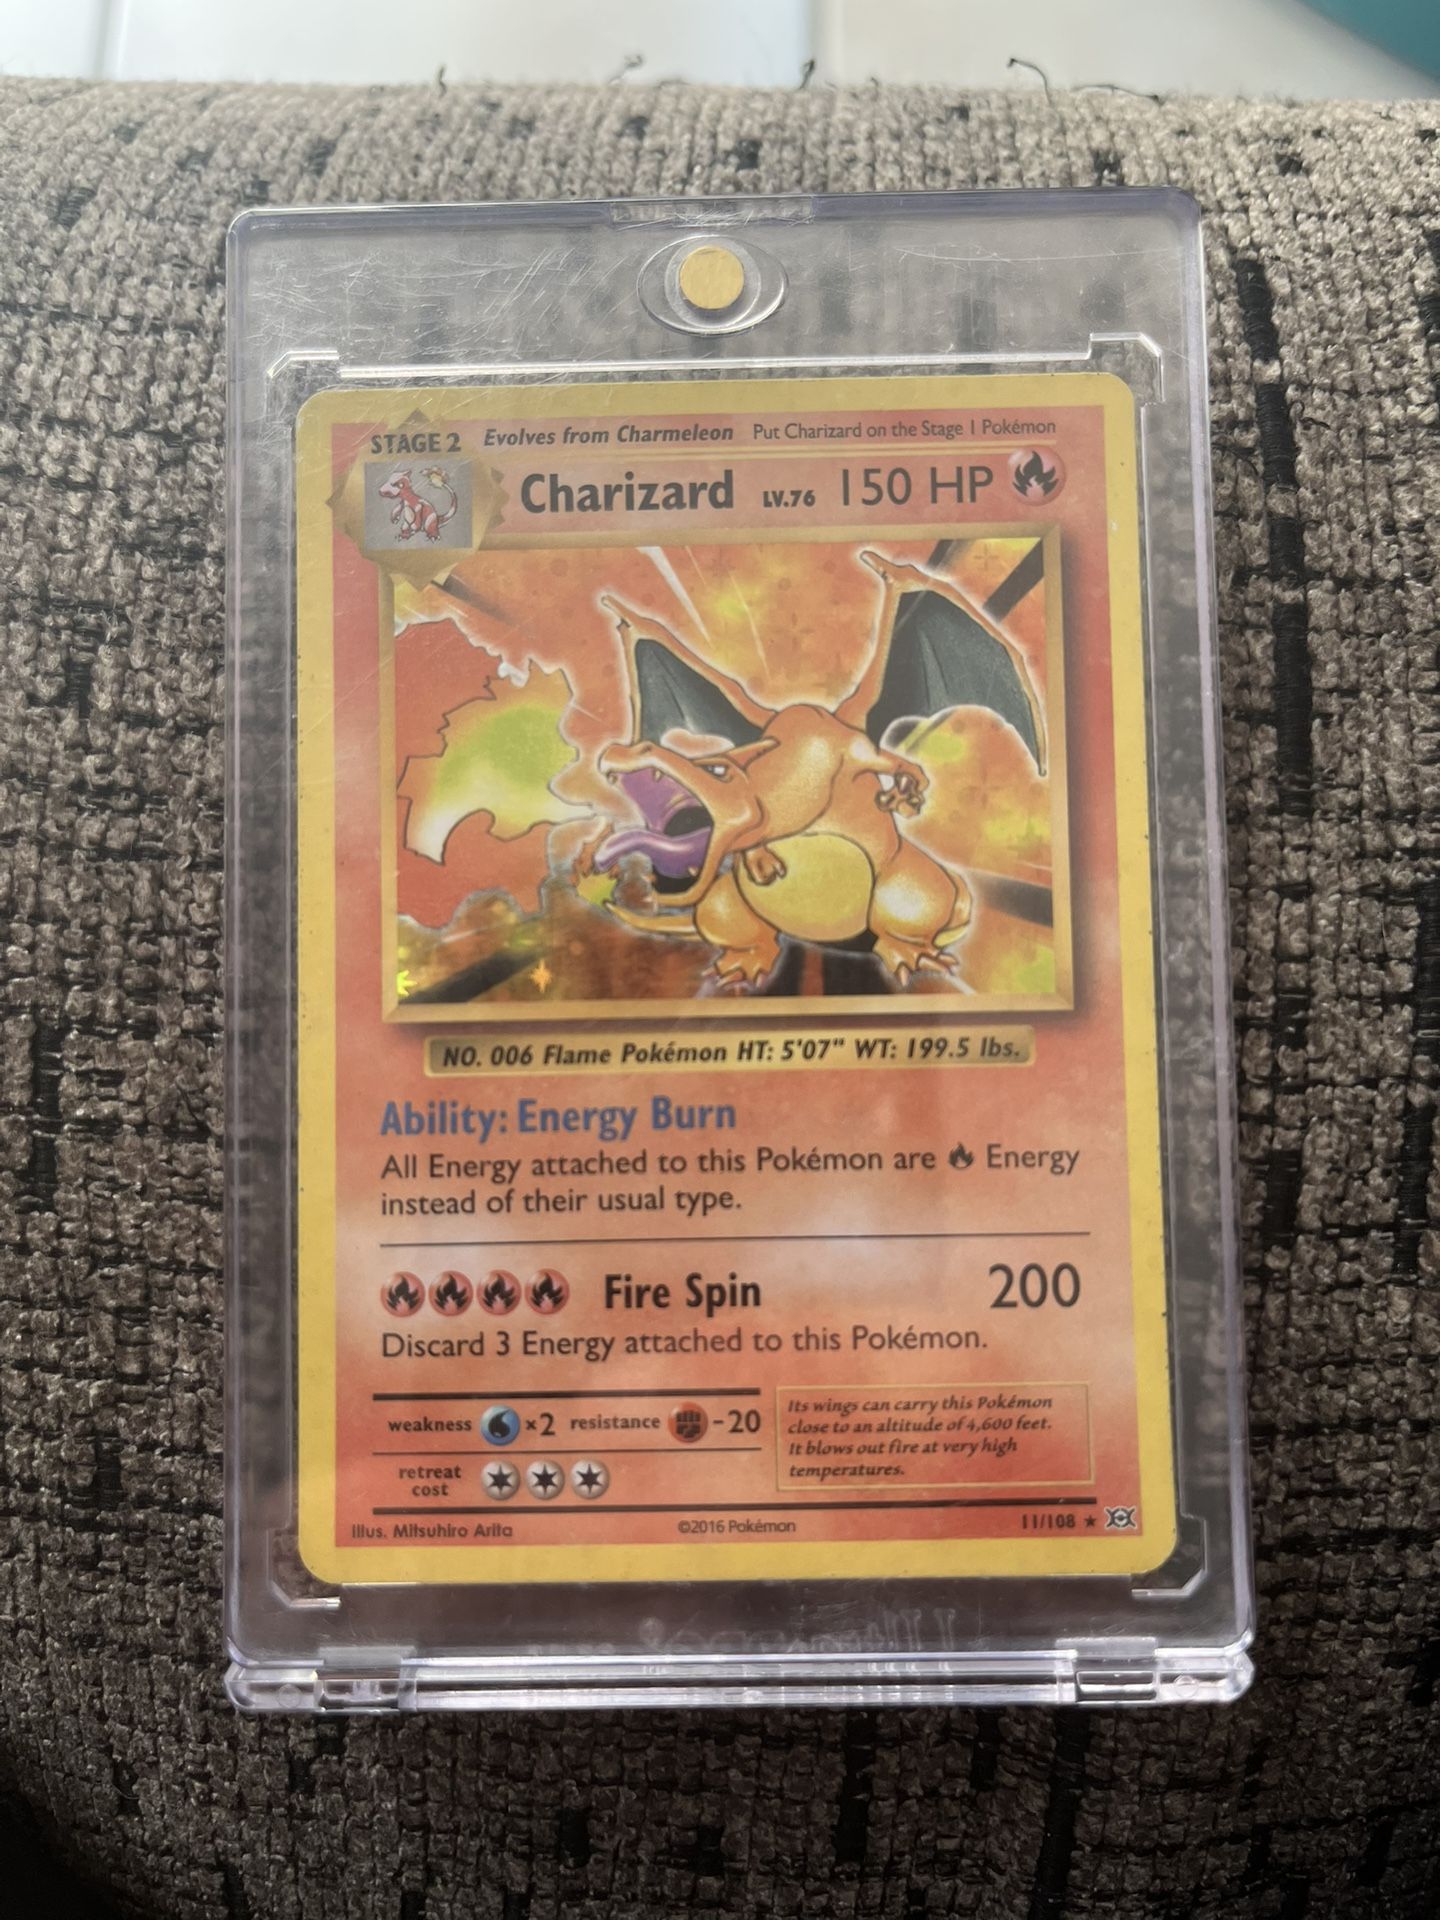 STAGE 2 Evolves from Charmeleon Put Charizard on the Stage 1 Pokémon
Charizard LV.76 150 HP
NO. 006 Flame Pokémon HT: 5'07" WT: 199.5 lbs.
Ability: Energy Burn
All Energy attached to this Pokémon are Energy
instead of their usual type.
Fire Spin 200
Discard 3 Energy attached to this Pokémon.
weakness ×2 resistance -20
retreat
cost
Its wings can carry this Pokémon
close to an altitude of 4,600 feet.
It blows out fire at very high
temperatures.
Illus. Mitsuhiro Arita ©2016 Pokémon 11/108 ★